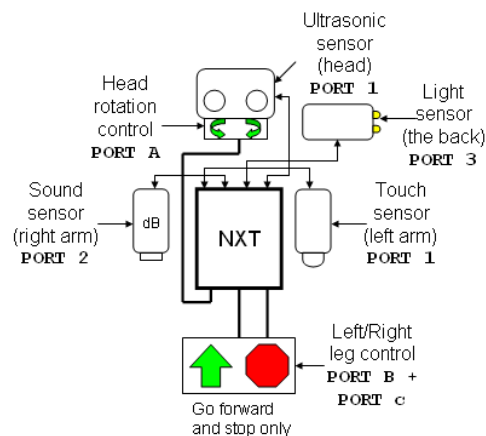 Ultrasonic
sensor
(head)
PORT 1
Head
rotation
control
PORT A
Light
sensor
(the back)
PORT 3
Sound
sensor
(right arm)
PORT 2
dB
NXT
Touch
sensor
(left arm)
PORT 1
Left/Right
leg control
PORT B +
PORT C
Go forward
and stop only